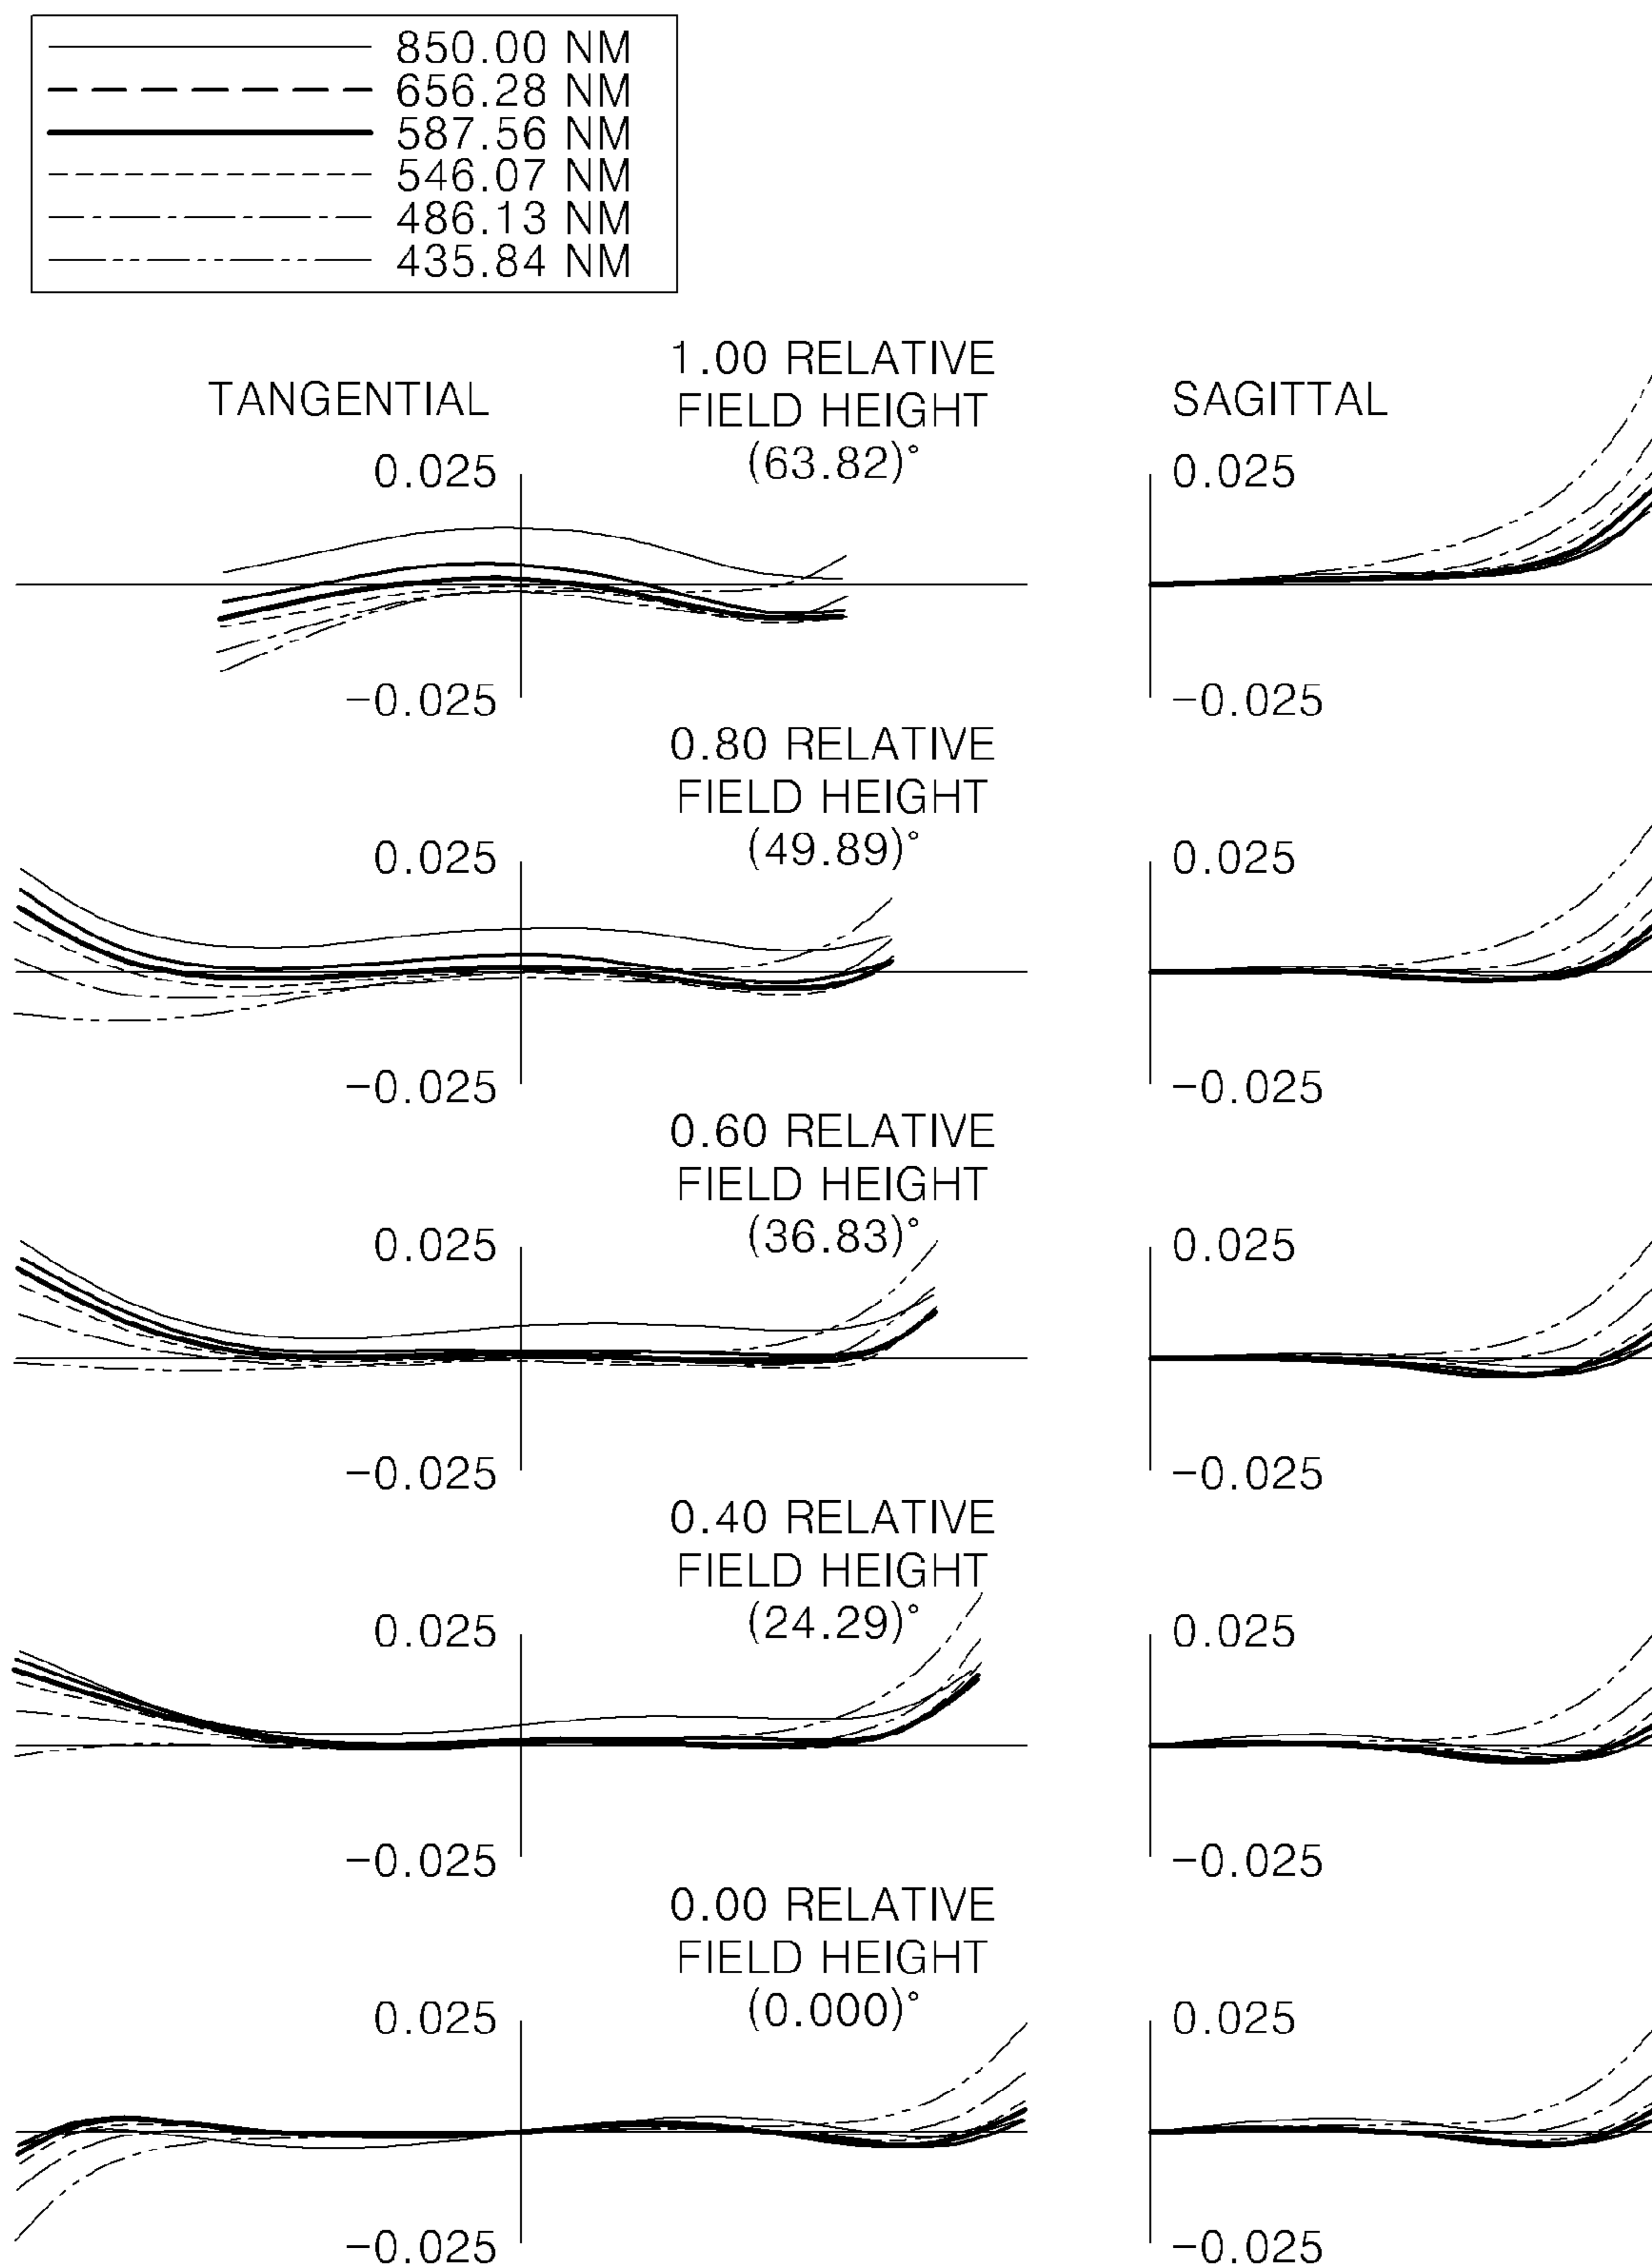 850.00 NM
656.28 NM
587.56 NM
546.07 NM
486.13 NM
435.84 NM
1.00 RELATIVE
TANGENTIAL FIELD HEIGHT SAGITTAL
0.025 (63.82)° 0.025
−0.025 −0.025
0.80 RELATIVE
FIELD HEIGHT
0.025 (49.89)° 0.025
−0.025 −0.025
0.60 RELATIVE
FIELD HEIGHT
0.025 (36.83)° 0.025
−0.025 −0.025
0.40 RELATIVE
FIELD HEIGHT
0.025 (24.29)° 0.025
−0.025 −0.025
0.00 RELATIVE
FIELD HEIGHT
0.025 (0.000)° 0.025
−0.025 −0.025